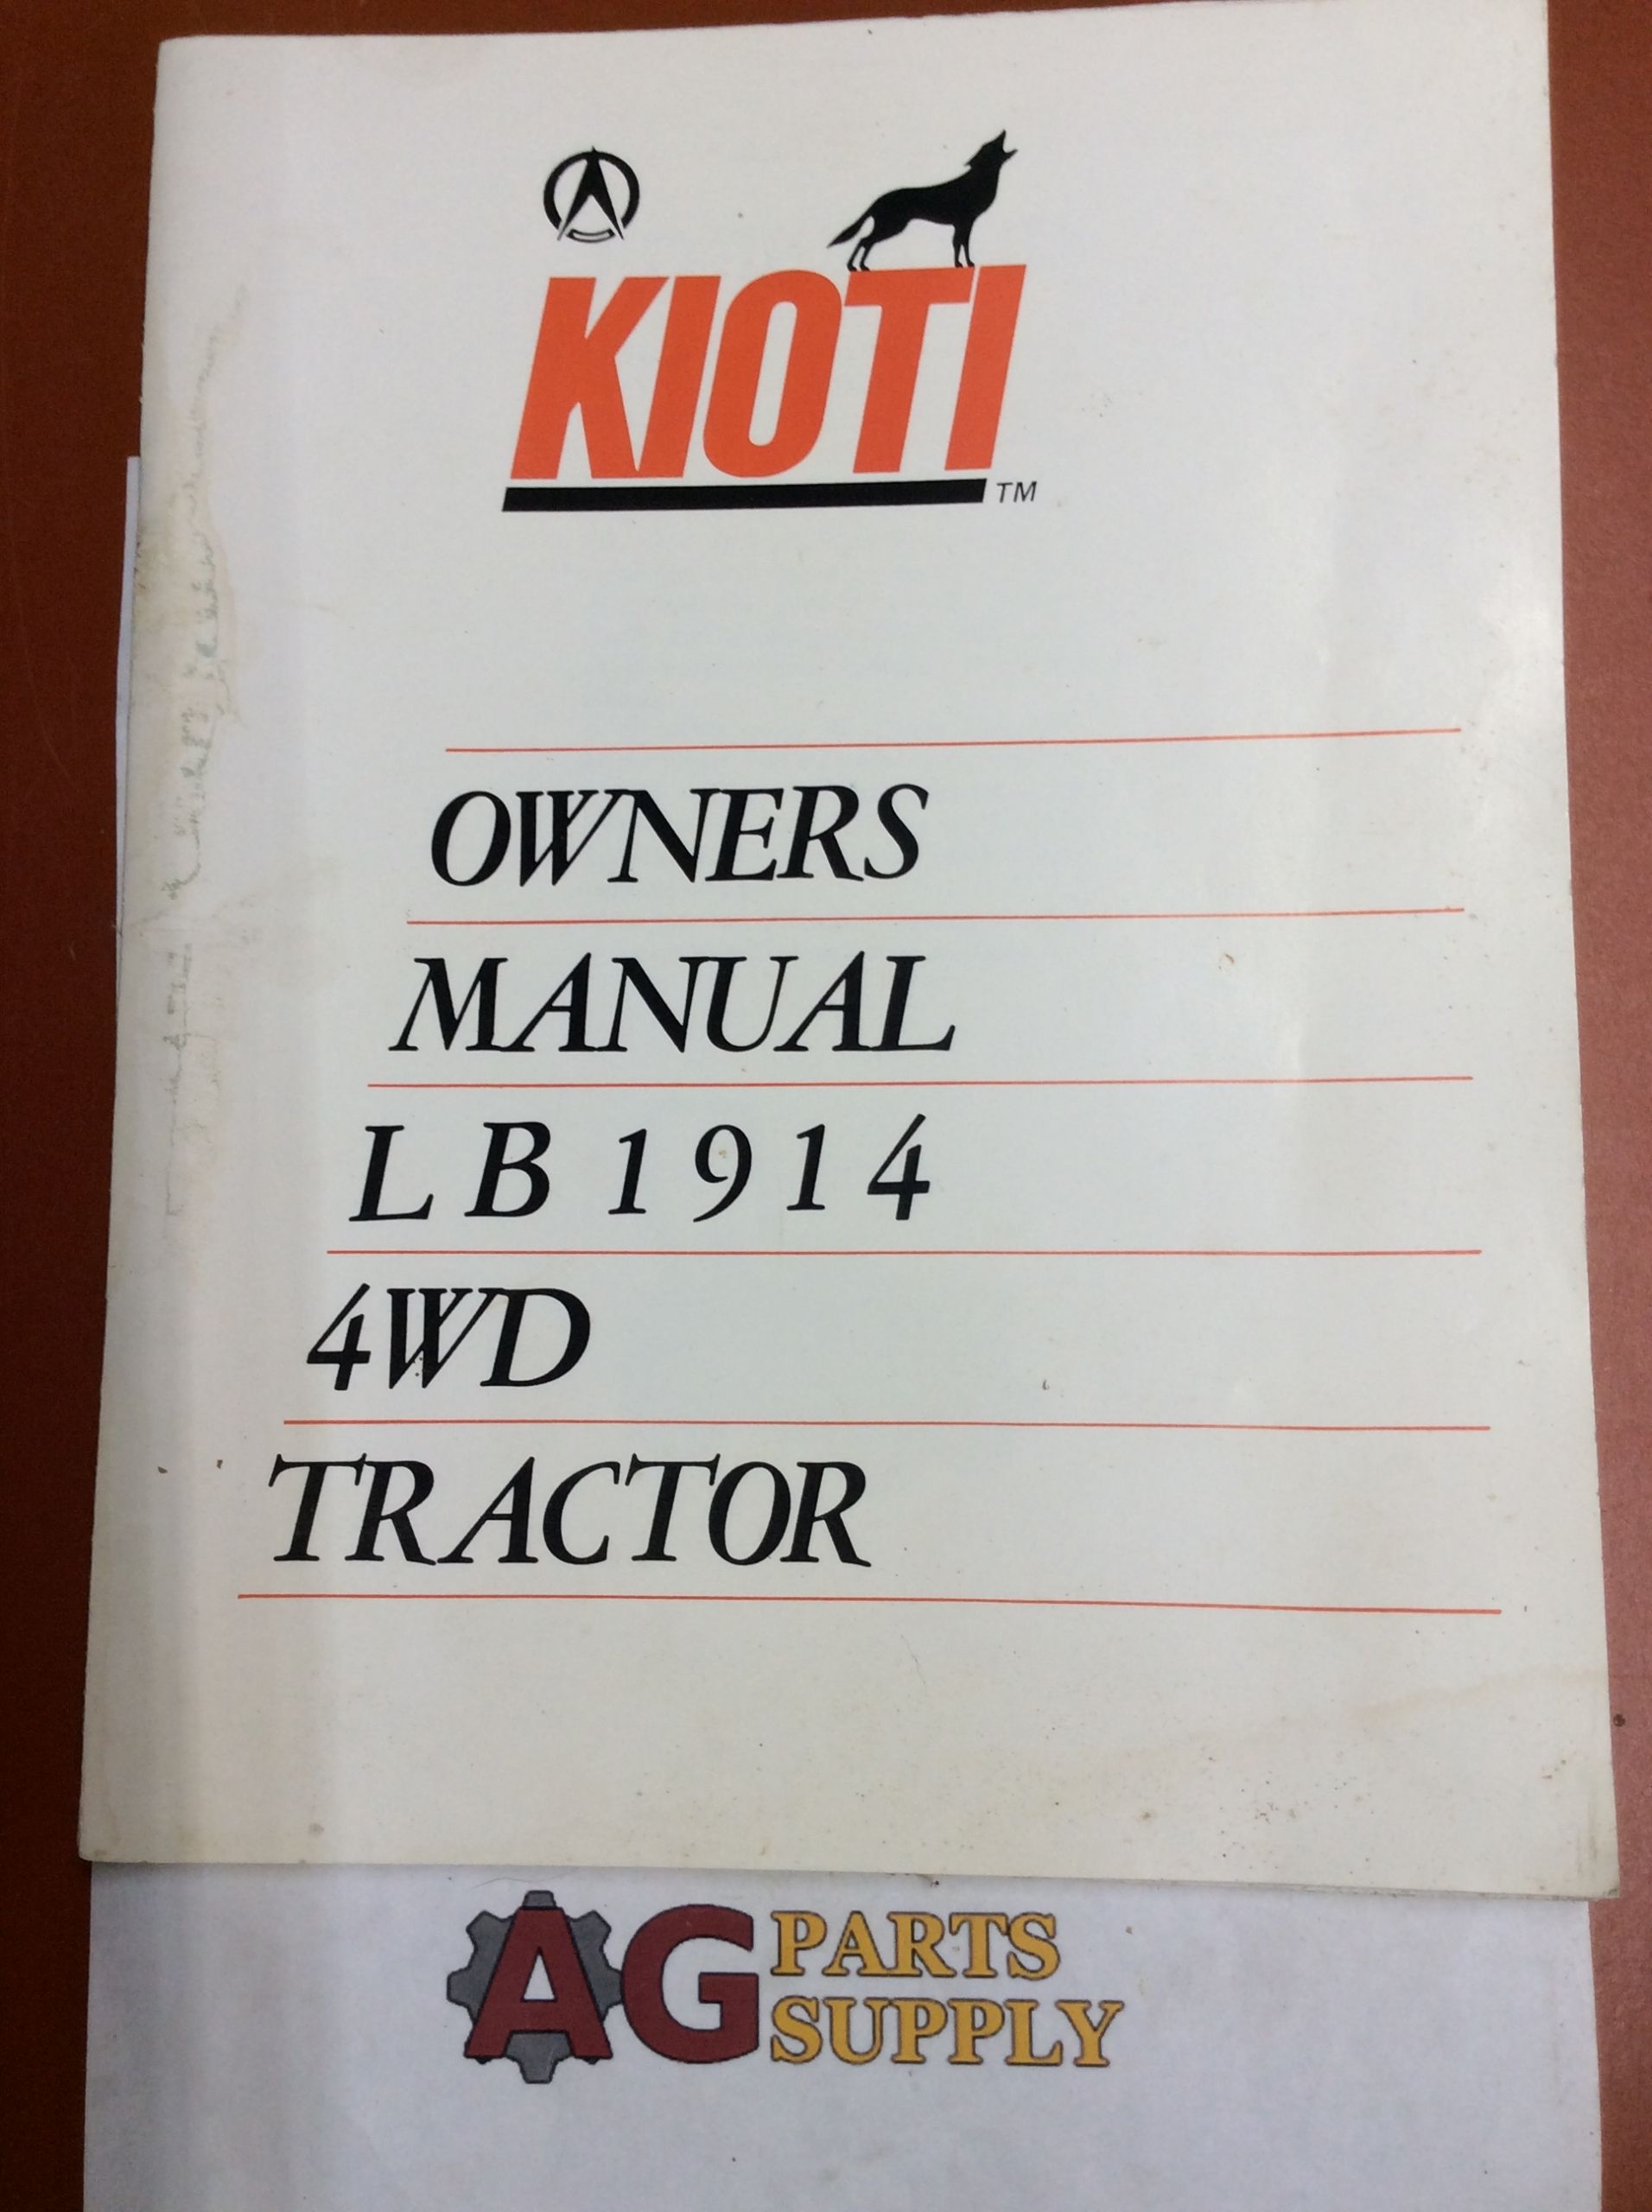 KIOTI
TM
OWNERS
MANUAL
LB1914
4WD
TRACTOR
AG PARTS
SUPPLY